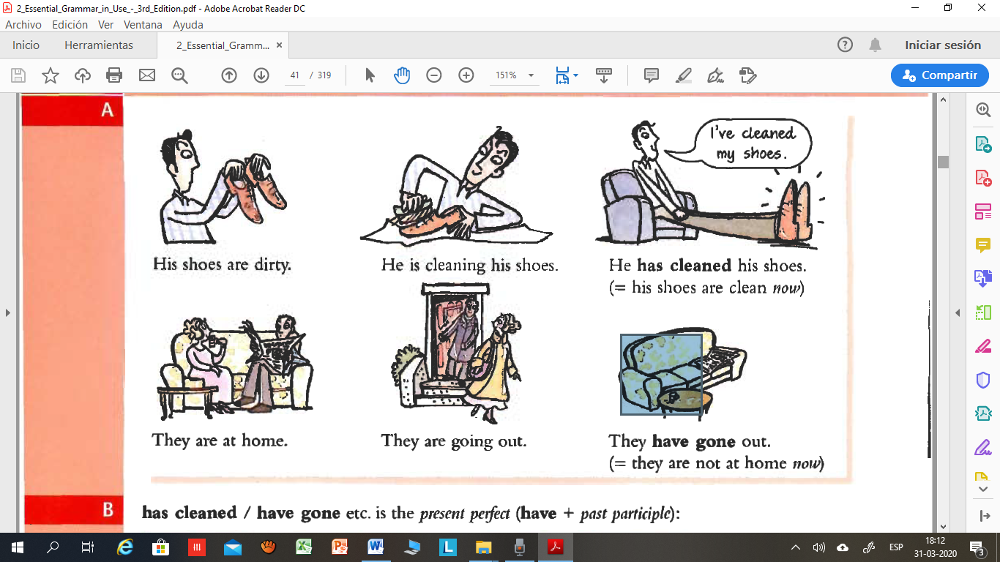 2_Essential_Grammar_in_Use_-_3rd_Edition.pdf - Adobe Acrobat Reader DC
Archivo Edición Ver Ventana Ayuda
Inicio Herramientas 2_Essential_Gramm... Iniciar sesión
41 / 319 151% Compartir
A
I've cleaned
my shoes.
His shoes are dirty. He is cleaning his shoes. He has cleaned his shoes.
(= his shoes are clean now)
They are at home. They are going out. They have gone out.
(= they are not at home now)
B
has cleaned / have gone etc. is the present perfect (have + past participle):
ESP
18:12
31-03-2020
3